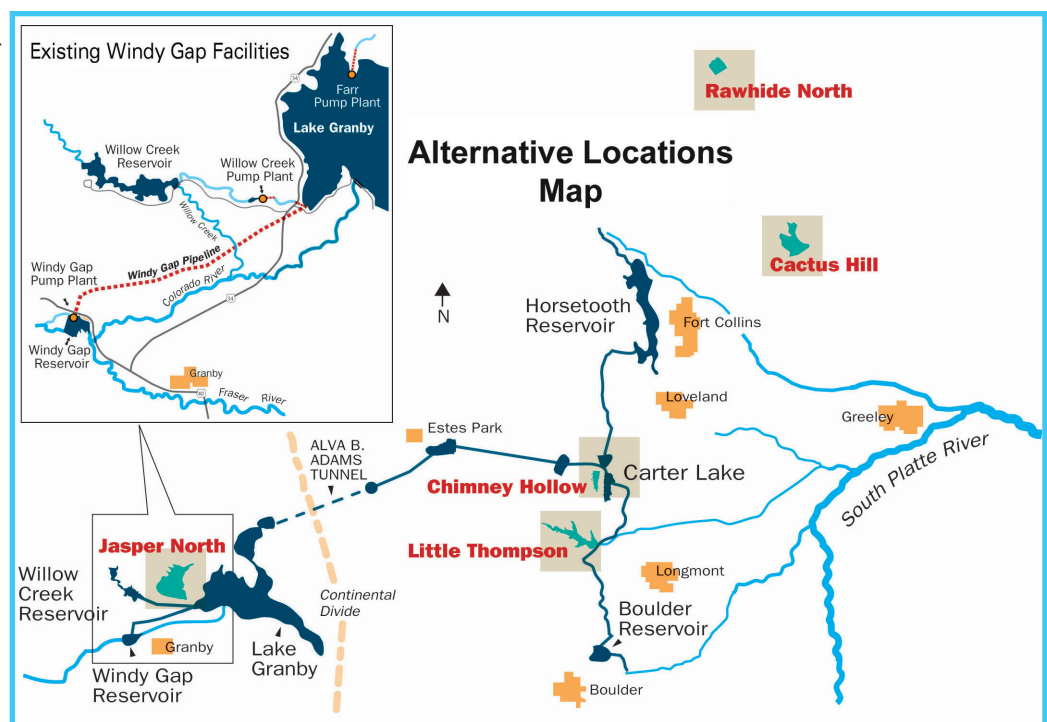 Existing Windy Gap Facilities
34
Farr
Pump Plant
Lake Granby
Willow Creek
Reservoir
Willow Creek
Pump Plant
Willow Creek
Windy Gap Pipeline
Colorado River
Windy Gap
Pump Plant
34
Windy Gap
Reservoir
Granby
40
Fraser River
Alternative Locations
Map
Rawhide North
Cactus Hill
N
Horsetooth
Reservoir
Fort Collins
Loveland
Greeley
South Platte River
Estes Park
ALVA B.
ADAMS
TUNNEL
Chimney Hollow
Carter Lake
Little Thompson
Longmont
Boulder
Reservoir
Boulder
Continental
Divide
Jasper North
Willow
Creek
Reservoir
Granby
Lake
Granby
Windy Gap
Reservoir